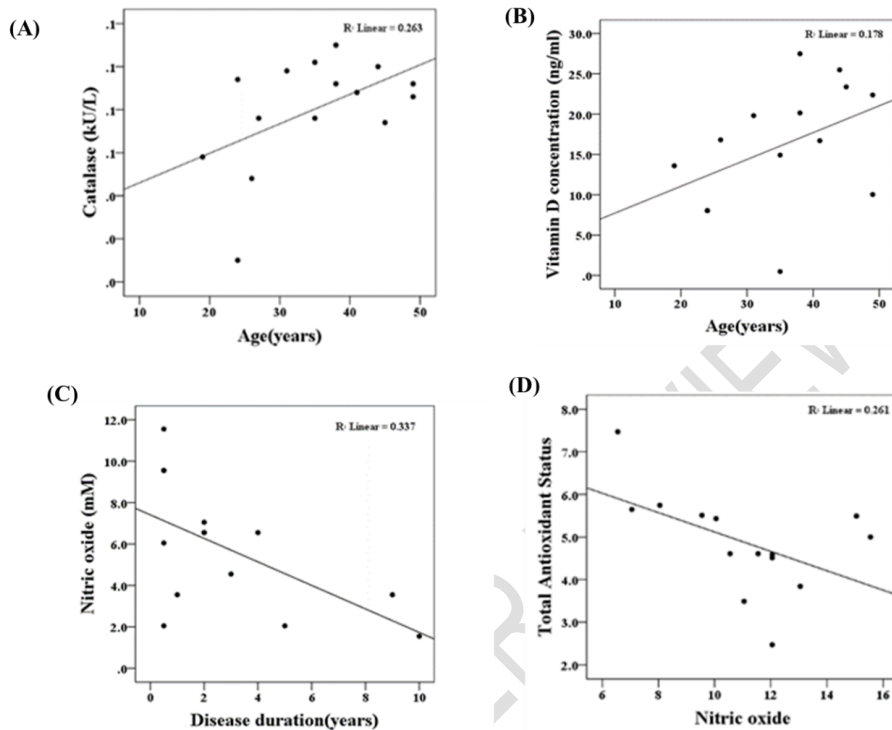 (A)
R² Linear = 0.263
Catalase (kU/L)
.1
.1
.1
.1
.0
.0
.0
10 20 30 40 50
Age(years)
(B)
R² Linear = 0.178
Vitamin D concentration (ng/ml)
30.0
25.0
20.0
15.0
10.0
5.0
.0
10 20 30 40 50
Age(years)
(C)
R² Linear = 0.337
Nitric oxide (mM)
12.0
10.0
8.0
6.0
4.0
2.0
.0
0 2 4 6 8 10
Disease duration(years)
(D)
R² Linear = 0.261
Total Antioxidant Status
8.0
7.0
6.0
5.0
4.0
3.0
2.0
6 8 10 12 14 16
Nitric oxide